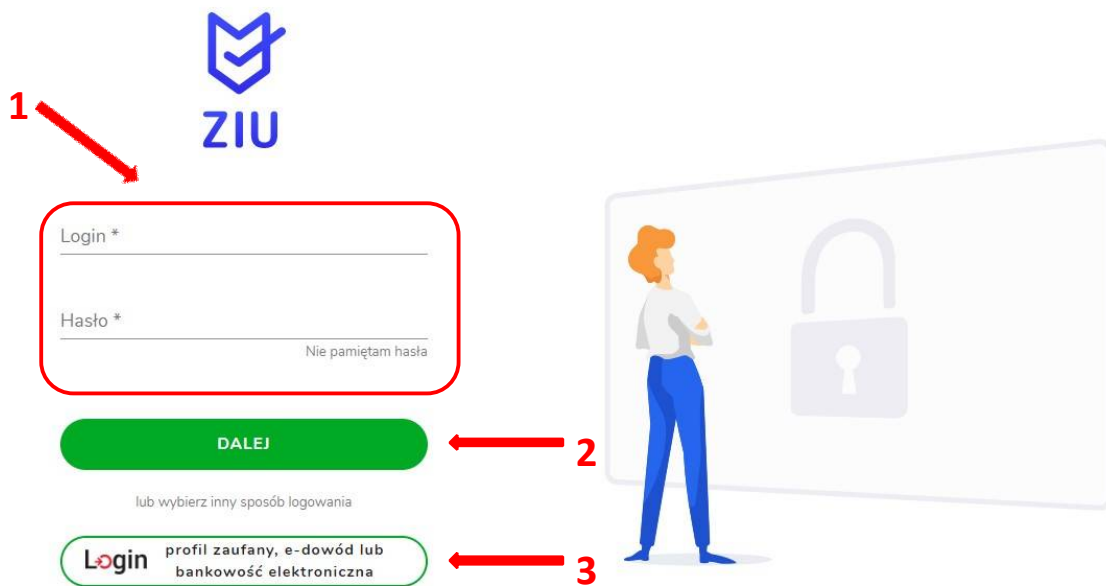 ZIU
1
Login *
Hasło *
Nie pamiętam hasła
DALEJ
2
lub wybierz inny sposób logowania
Login profil zaufany, e-dowód lub
bankowość elektroniczna
3